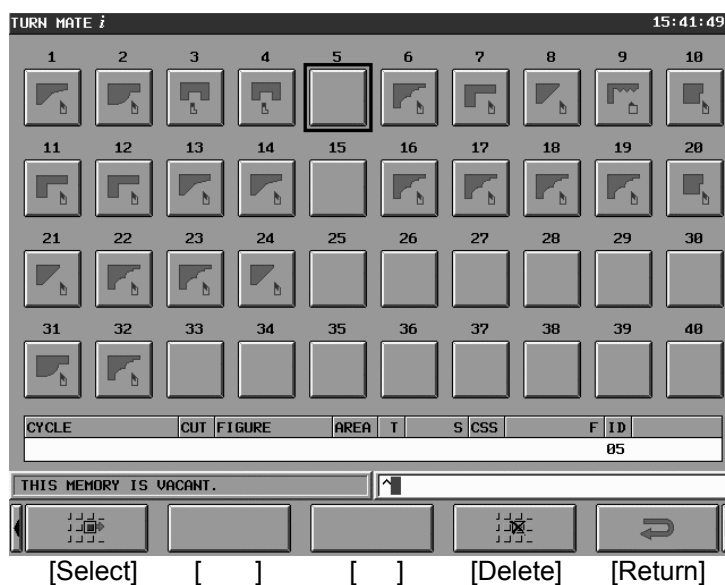 TURN MATE i 15:41:49
1 2 3 4 5 6 7 8 9 10
11 12 13 14 15 16 17 18 19 20
21 22 23 24 25 26 27 28 29 30
31 32 33 34 35 36 37 38 39 40
CYCLE CUT FIGURE AREA T S CSS F ID
05
THIS MEMORY IS VACANT. ^
[Select] [ ] [ ] [Delete] [Return]